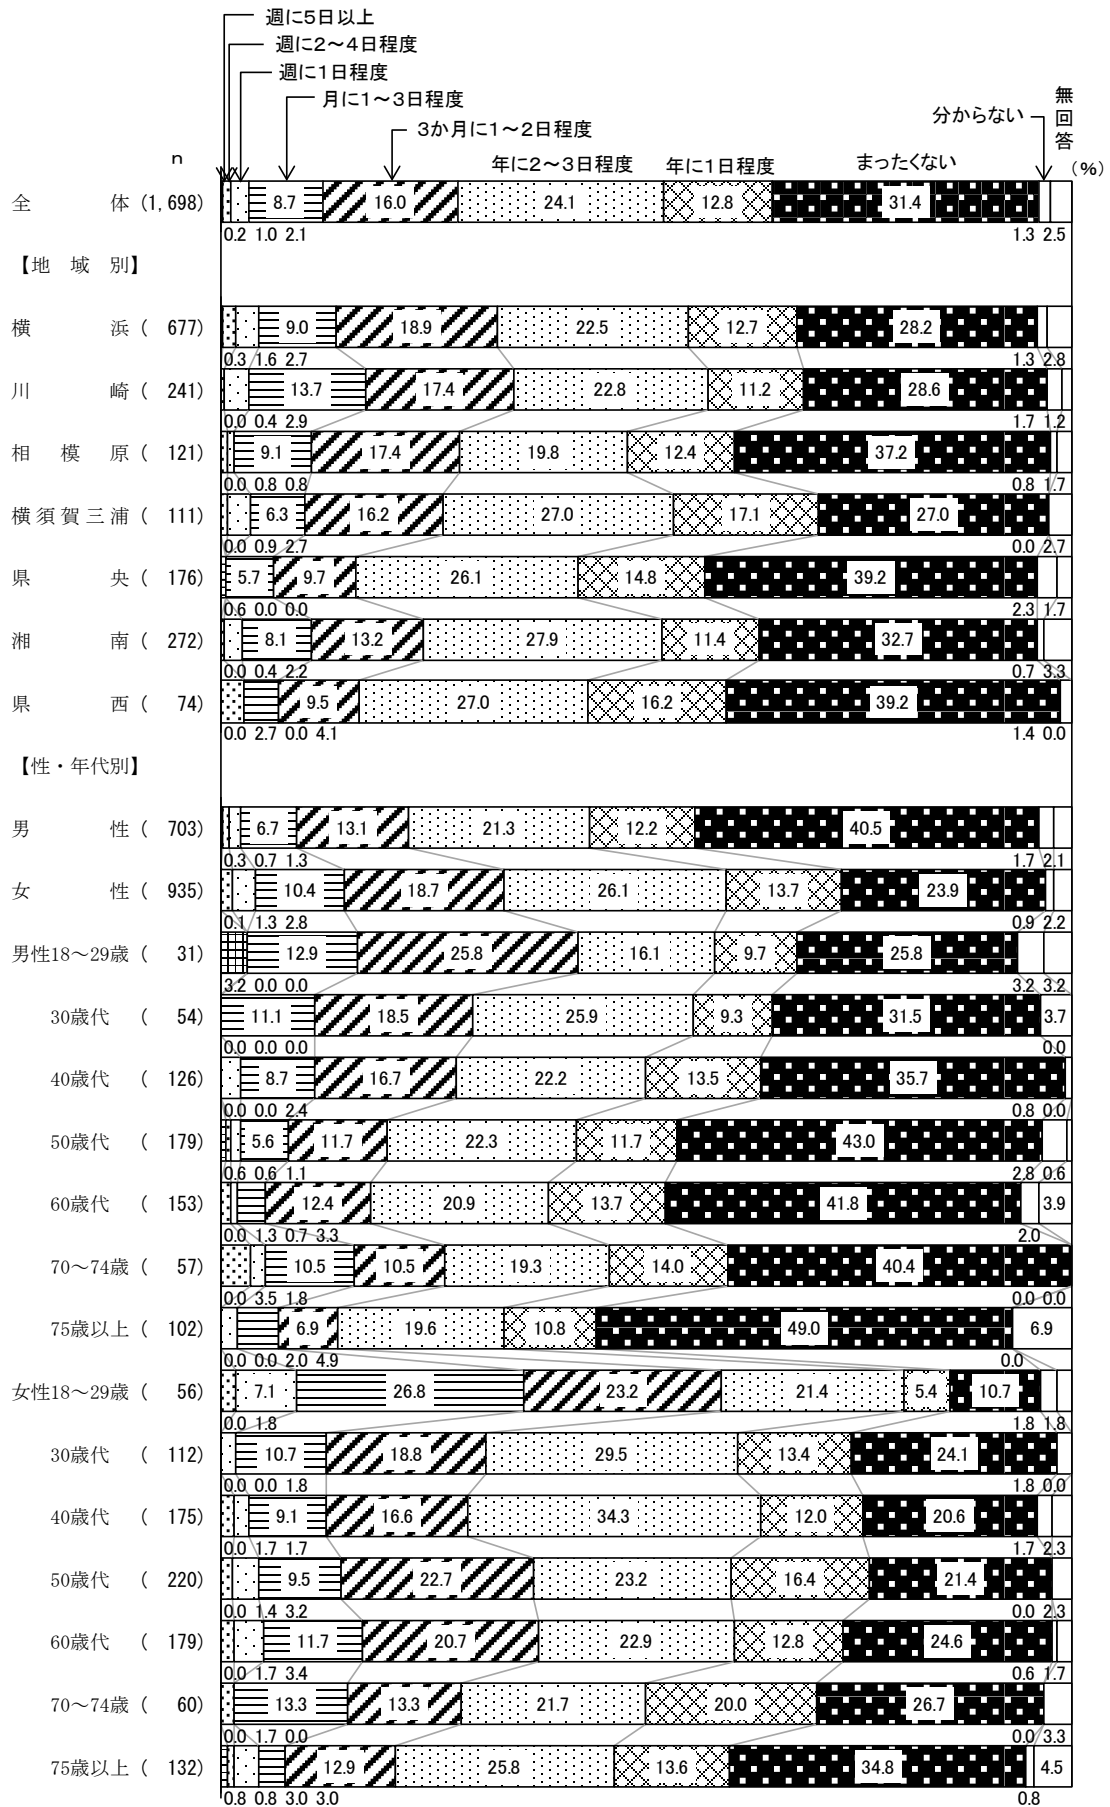 週に5日以上
週に2～4日程度
週に1日程度
月に1～3日程度
3か月に1～2日程度
年に2～3日程度
年に1日程度
まったくない
分からない
無回答
n
(%)
全体 (1,698) 8.7 16.0 24.1 12.8 31.4
0.2 1.0 2.1 1.3 2.5
【地域別】
横浜 ( 677) 9.0 18.9 22.5 12.7 28.2
0.3 1.6 2.7 1.3 2.8
川崎 ( 241) 13.7 17.4 22.8 11.2 28.6
0.0 0.4 2.9 1.7 1.2
相模原 ( 121) 9.1 17.4 19.8 12.4 37.2
0.0 0.8 0.8 0.8 1.7
横須賀三浦 ( 111) 6.3 16.2 27.0 17.1 27.0
0.0 0.9 2.7 0.0 2.7
県央 ( 176) 5.7 9.7 26.1 14.8 39.2
0.6 0.0 0.0 2.3 1.7
湘南 ( 272) 8.1 13.2 27.9 11.4 32.7
0.0 0.4 2.2 0.7 3.3
県西 ( 74) 9.5 27.0 16.2 39.2
0.0 2.7 0.0 4.1 1.4 0.0
【性・年代別】
男性 ( 703) 6.7 13.1 21.3 12.2 40.5
0.3 0.7 1.3 1.7 2.1
女性 ( 935) 10.4 18.7 26.1 13.7 23.9
0.1 1.3 2.8 0.9 2.2
男性18～29歳 ( 31) 12.9 25.8 16.1 9.7 25.8
3.2 0.0 0.0 3.2 3.2
30歳代 ( 54) 11.1 18.5 25.9 9.3 31.5 3.7
0.0 0.0 0.0 0.0
40歳代 ( 126) 8.7 16.7 22.2 13.5 35.7
0.0 0.0 2.4 0.8 0.0
50歳代 ( 179) 5.6 11.7 22.3 11.7 43.0
0.6 0.6 1.1 2.8 0.6
60歳代 ( 153) 12.4 20.9 13.7 41.8 3.9
0.0 1.3 0.7 3.3 2.0
70～74歳 ( 57) 10.5 10.5 19.3 14.0 40.4
0.0 3.5 1.8 0.0 0.0
75歳以上 ( 102) 6.9 19.6 10.8 49.0 6.9
0.0 0.0 2.0 4.9 0.0
女性18～29歳 ( 56) 7.1 26.8 23.2 21.4 5.4 10.7
0.0 1.8 1.8 1.8
30歳代 ( 112) 10.7 18.8 29.5 13.4 24.1
0.0 0.0 1.8 1.8 0.0
40歳代 ( 175) 9.1 16.6 34.3 12.0 20.6
0.0 1.7 1.7 1.7 2.3
50歳代 ( 220) 9.5 22.7 23.2 16.4 21.4
0.0 1.4 3.2 0.0 2.3
60歳代 ( 179) 11.7 20.7 22.9 12.8 24.6
0.0 1.7 3.4 0.6 1.7
70～74歳 ( 60) 13.3 13.3 21.7 20.0 26.7
0.0 1.7 0.0 0.0 3.3
75歳以上 ( 132) 12.9 25.8 13.6 34.8 4.5
0.8 0.8 3.0 3.0 0.8